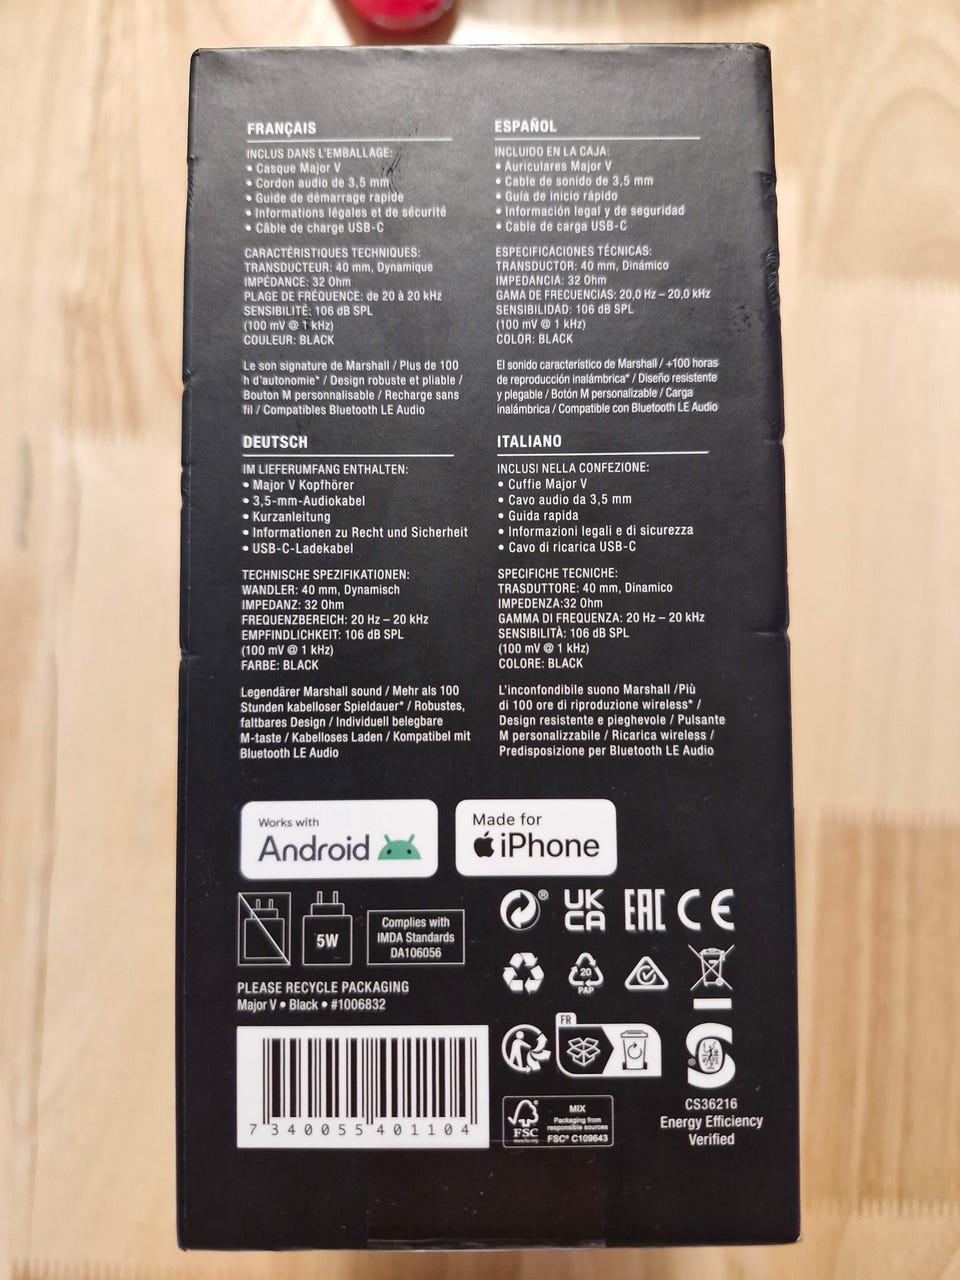 FRANÇAIS
INCLUS DANS L'EMBALLAGE:
• Casque Major V
• Cordon audio de 3,5 mm
• Guide de démarrage rapide
• Informations légales et de sécurité
• Câble de charge USB-C
CARACTÉRISTIQUES TECHNIQUES:
TRANSDUCTEUR: 40 mm, Dynamique
IMPÉDANCE: 32 Ohm
PLAGE DE FRÉQUENCE: de 20 à 20 kHz
SENSIBILITÉ: 106 dB SPL
(100 mV @ 1 kHz)
COULEUR: BLACK
Le son signature de Marshall / Plus de 100
h d'autonomie* / Design robuste et pliable /
Bouton M personnalisable / Recharge sans
fil / Compatibles Bluetooth LE Audio
ESPAÑOL
INCLUIDO EN LA CAJA:
• Auriculares Major V
• Cable de sonido de 3,5 mm
• Guía de inicio rápido
• Información legal y de seguridad
• Cable de carga USB-C
ESPECIFICACIONES TÉCNICAS:
TRANSDUCTOR: 40 mm, Dinámico
IMPEDANCIA: 32 Ohm
GAMA DE FRECUENCIAS: 20,0 Hz – 20,0 kHz
SENSIBILIDAD: 106 dB SPL
(100 mV @ 1 kHz)
COLOR: BLACK
El sonido característico de Marshall / +100 horas
de reproducción inalámbrica* / Diseño resistente
y plegable / Botón M personalizable / Carga
inalámbrica / Compatible con Bluetooth LE Audio
DEUTSCH
IM LIEFERUMFANG ENTHALTEN:
• Major V Kopfhörer
• 3,5-mm-Audiokabel
• Kurzanleitung
• Informationen zu Recht und Sicherheit
• USB-C-Ladekabel
TECHNISCHE SPEZIFIKATIONEN:
WANDLER: 40 mm, Dynamisch
IMPEDANZ: 32 Ohm
FREQUENZBEREICH: 20 Hz – 20 kHz
EMPFINDLICHKEIT: 106 dB SPL
(100 mV @ 1 kHz)
FARBE: BLACK
Legendärer Marshall sound / Mehr als 100
Stunden kabelloser Spieldauer* / Robustes,
faltbares Design / Individuell belegbare
M-taste / Kabelloses Laden / Kompatibel mit
Bluetooth LE Audio
ITALIANO
INCLUSI NELLA CONFEZIONE:
• Cuffie Major V
• Cavo audio da 3,5 mm
• Guida rapida
• Informazioni legali e di sicurezza
• Cavo di ricarica USB-C
SPECIFICHE TECNICHE:
TRASDUTTORE: 40 mm, Dinamico
IMPEDENZA:32 Ohm
GAMMA DI FREQUENZA: 20 Hz – 20 kHz
SENSIBILITÀ: 106 dB SPL
(100 mV @ 1 kHz)
COLORE: BLACK
L'inconfondibile suono Marshall /Più
di 100 ore di riproduzione wireless* /
Design resistente e pieghevole / Pulsante
M personalizzabile / Ricarica wireless /
Predisposizione per Bluetooth LE Audio
Works with
Android
Made for
iPhone
5W
Complies with
IMDA Standards
DA106056
® UK CA EAC CE
20
PAP
PLEASE RECYCLE PACKAGING
Major V • Black • #1006832
7 340055 401104
FR
MIX
Packaging from
responsible sources
FSC
www.fsc.org
FSC® C109643
®
CS36216
Energy Efficiency
Verified